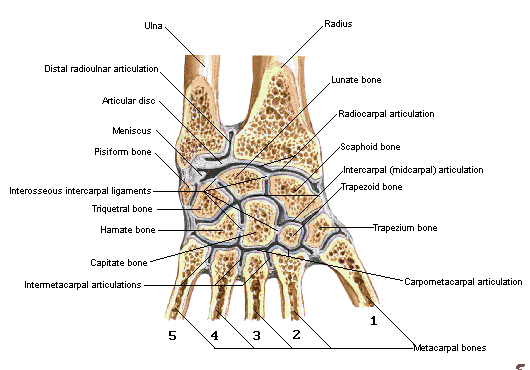 Ulna
Radius
Distal radioulnar articulation
Lunate bone
Articular disc
Radiocarpal articulation
Meniscus
Scaphoid bone
Pisiform bone
Intercarpal (midcarpal) articulation
Interosseous intercarpal ligaments
Trapezoid bone
Triquetral bone
Hamate bone
Trapezium bone
Capitate bone
Carpometacarpal articulation
Intermetacarpal articulations
5 4 3 2 1
Metacarpal bones